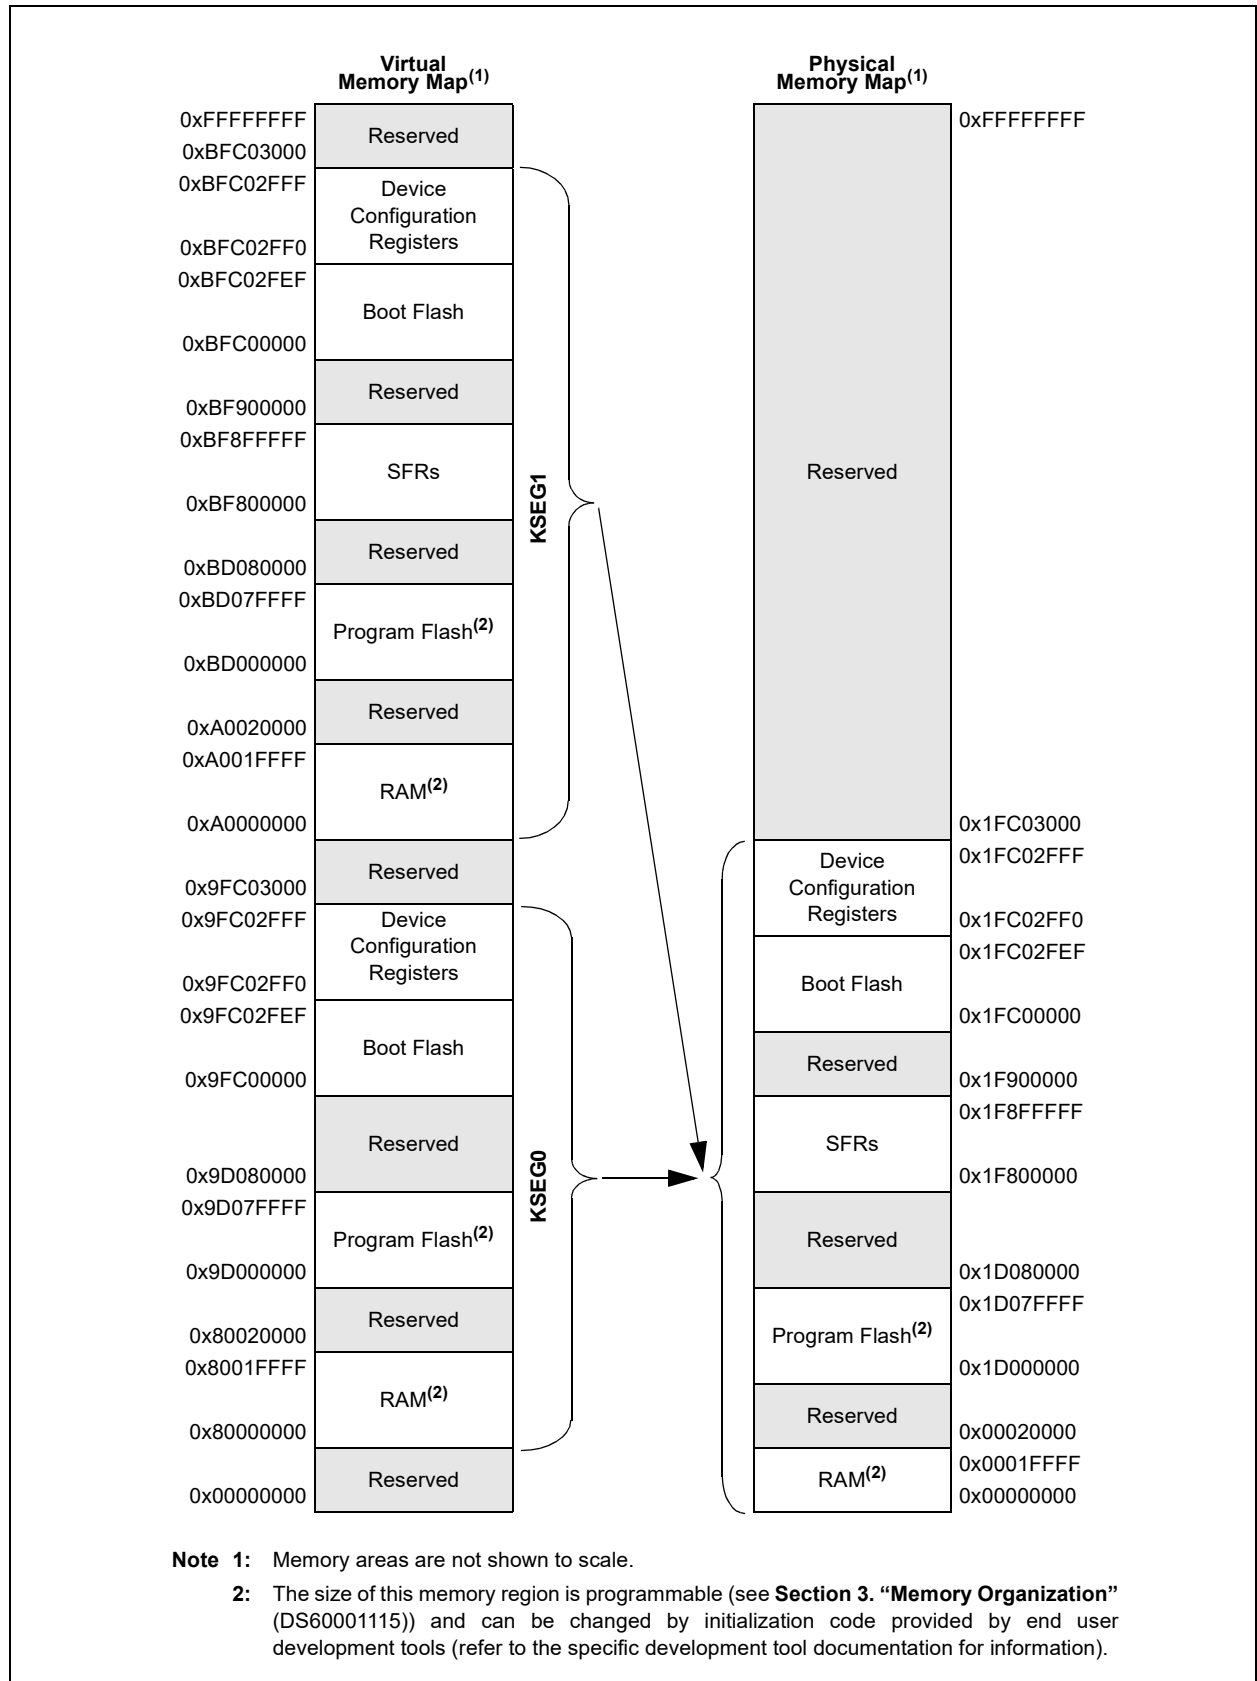 Virtual
Memory Map(1)
0xFFFFFFFF
Reserved
0xBFC03000
0xBFC02FFF
Device
Configuration
Registers
0xBFC02FF0
0xBFC02FEF
Boot Flash
0xBFC00000
Reserved
0xBF900000
0xBF8FFFFF
SFRs
0xBF800000
Reserved
0xBD080000
0xBD07FFFF
Program Flash(2)
0xBD000000
Reserved
0xA0020000
0xA001FFFF
RAM(2)
0xA0000000
KSEG1
Reserved
0x9FC03000
0x9FC02FFF
Device
Configuration
Registers
0x9FC02FF0
0x9FC02FEF
Boot Flash
0x9FC00000
Reserved
0x9D080000
0x9D07FFFF
Program Flash(2)
0x9D000000
Reserved
0x80020000
0x8001FFFF
RAM(2)
0x80000000
KSEG0
Reserved
0x00000000
Physical
Memory Map(1)
0xFFFFFFFF
Reserved
0x1FC03000
0x1FC02FFF
Device
Configuration
Registers
0x1FC02FF0
0x1FC02FEF
Boot Flash
0x1FC00000
Reserved
0x1F900000
0x1F8FFFFF
SFRs
0x1F800000
Reserved
0x1D080000
0x1D07FFFF
Program Flash(2)
0x1D000000
Reserved
0x00020000
0x0001FFFF
RAM(2)
0x00000000
Note 1: Memory areas are not shown to scale.
2: The size of this memory region is programmable (see Section 3. “Memory Organization”
(DS60001115)) and can be changed by initialization code provided by end user
development tools (refer to the specific development tool documentation for information).